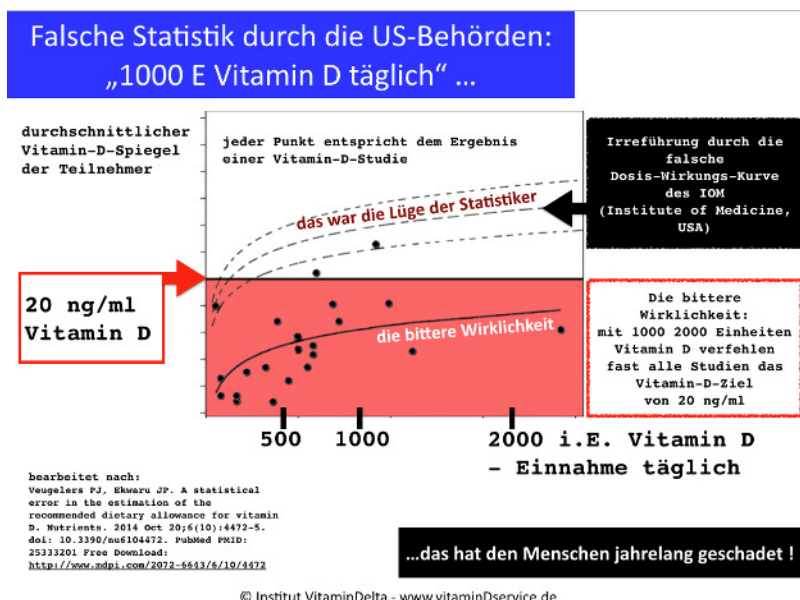 Falsche Statistik durch die US-Behörden:
„1000 E Vitamin D täglich“ …
durchschnittlicher
Vitamin-D-Spiegel
der Teilnehmer
jeder Punkt entspricht dem Ergebnis
einer Vitamin-D-Studie
Irreführung durch die
falsche
Dosis-Wirkungs-Kurve
des IOM
(Institute of Medicine,
USA)
das war die Lüge der Statistiker
20 ng/ml
Vitamin D
die bittere Wirklichkeit
Die bittere
Wirklichkeit:
mit 1000 2000 Einheiten
Vitamin D verfehlen
fast alle Studien das
Vitamin-D-Ziel
von 20 ng/ml
500 1000 2000 i.E. Vitamin D
- Einnahme täglich
bearbeitet nach:
Veugelers PJ, Ekwaru JP. A statistical
error in the estimation of the
recommended dietary allowance for vitamin
D. Nutrients. 2014 Oct 20;6(10):4472-5.
doi: 10.3390/nu6104472. PubMed PMID:
25333201 Free Download:
http://www.mdpi.com/2072-6643/6/10/4472
…das hat den Menschen jahrelang geschadet !
© Institut VitaminDelta - www.vitaminDservice.de